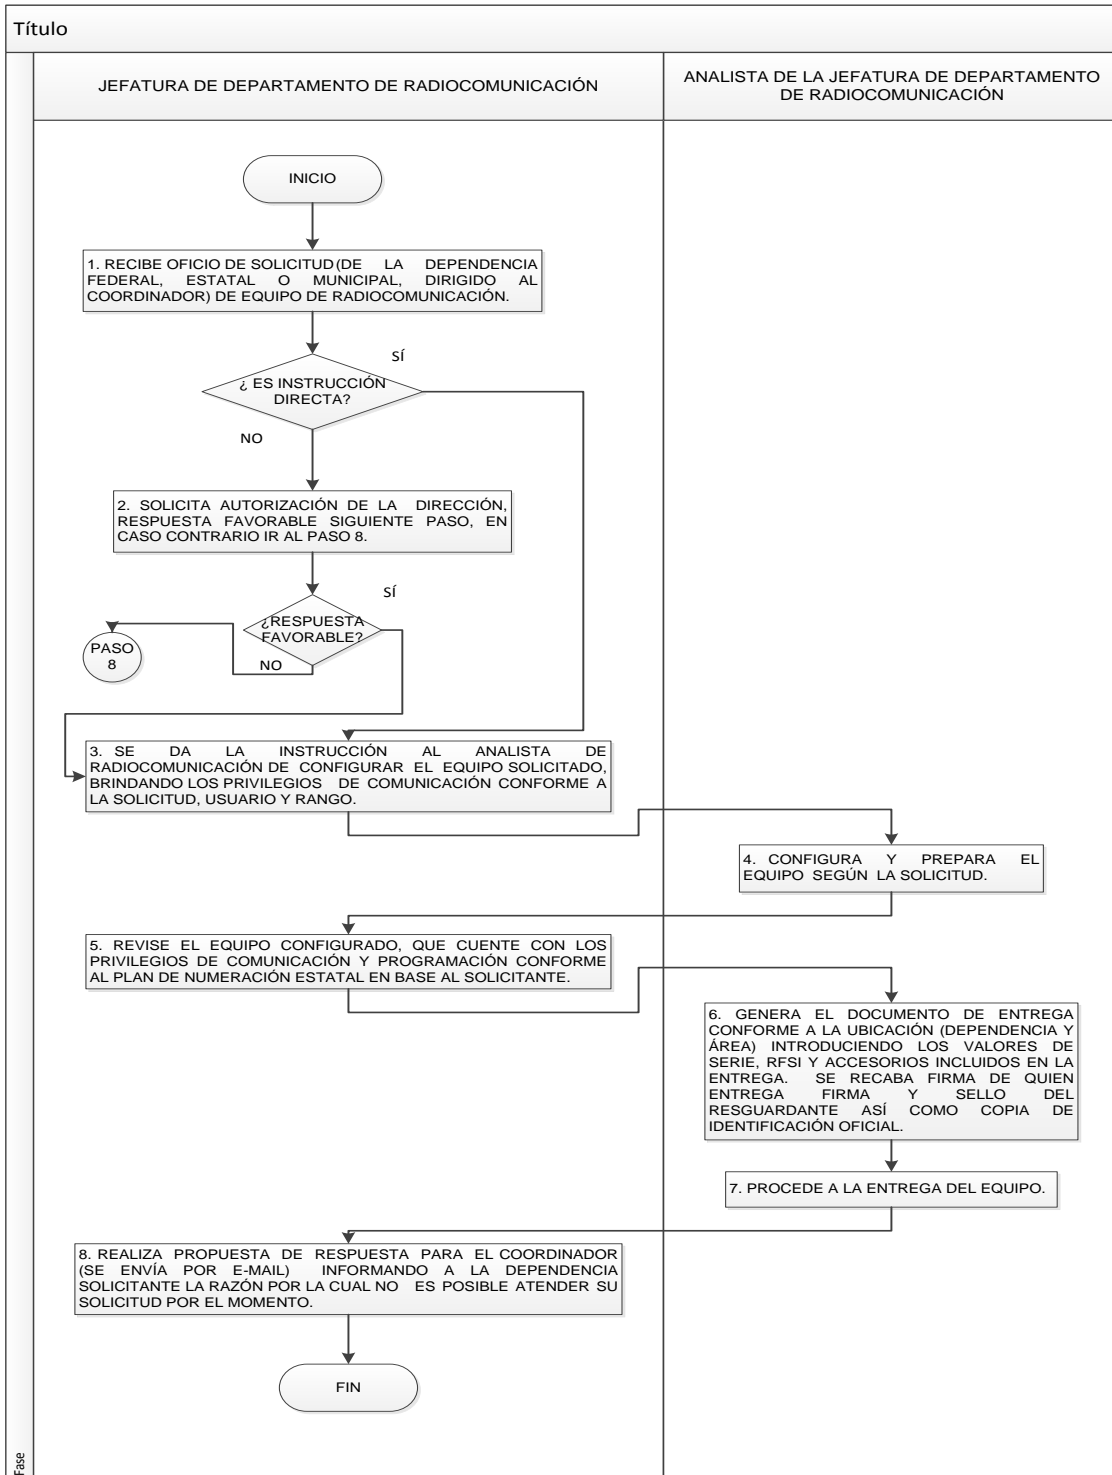 Título
JEFATURA DE DEPARTAMENTO DE RADIOCOMUNICACIÓN
ANALISTA DE LA JEFATURA DE DEPARTAMENTO
DE RADIOCOMUNICACIÓN
INICIO
1. RECIBE OFICIO DE SOLICITUD (DE LA DEPENDENCIA
FEDERAL, ESTATAL O MUNICIPAL, DIRIGIDO AL
COORDINADOR) DE EQUIPO DE RADIOCOMUNICACIÓN.
SÍ
¿ ES INSTRUCCIÓN
DIRECTA?
NO
2. SOLICITA AUTORIZACIÓN DE LA DIRECCIÓN,
RESPUESTA FAVORABLE SIGUIENTE PASO, EN
CASO CONTRARIO IR AL PASO 8.
SÍ
¿RESPUESTA
FAVORABLE?
PASO
8
NO
3. SE DA LA INSTRUCCIÓN AL ANALISTA DE
RADIOCOMUNICACIÓN DE CONFIGURAR EL EQUIPO SOLICITADO,
BRINDANDO LOS PRIVILEGIOS DE COMUNICACIÓN CONFORME A
LA SOLICITUD, USUARIO Y RANGO.
4. CONFIGURA Y PREPARA EL
EQUIPO SEGÚN LA SOLICITUD.
5. REVISE EL EQUIPO CONFIGURADO, QUE CUENTE CON LOS
PRIVILEGIOS DE COMUNICACIÓN Y PROGRAMACIÓN CONFORME
AL PLAN DE NUMERACIÓN ESTATAL EN BASE AL SOLICITANTE.
6. GENERA EL DOCUMENTO DE ENTREGA
CONFORME A LA UBICACIÓN (DEPENDENCIA Y
ÁREA) INTRODUCIENDO LOS VALORES DE
SERIE, RFSI Y ACCESORIOS INCLUIDOS EN LA
ENTREGA. SE RECABA FIRMA DE QUIEN
ENTREGA FIRMA Y SELLO DEL
RESGUARDANTE ASÍ COMO COPIA DE
IDENTIFICACIÓN OFICIAL.
7. PROCEDE A LA ENTREGA DEL EQUIPO.
8. REALIZA PROPUESTA DE RESPUESTA PARA EL COORDINADOR
(SE ENVÍA POR E-MAIL) INFORMANDO A LA DEPENDENCIA
SOLICITANTE LA RAZÓN POR LA CUAL NO ES POSIBLE ATENDER SU
SOLICITUD POR EL MOMENTO.
FIN
Fase